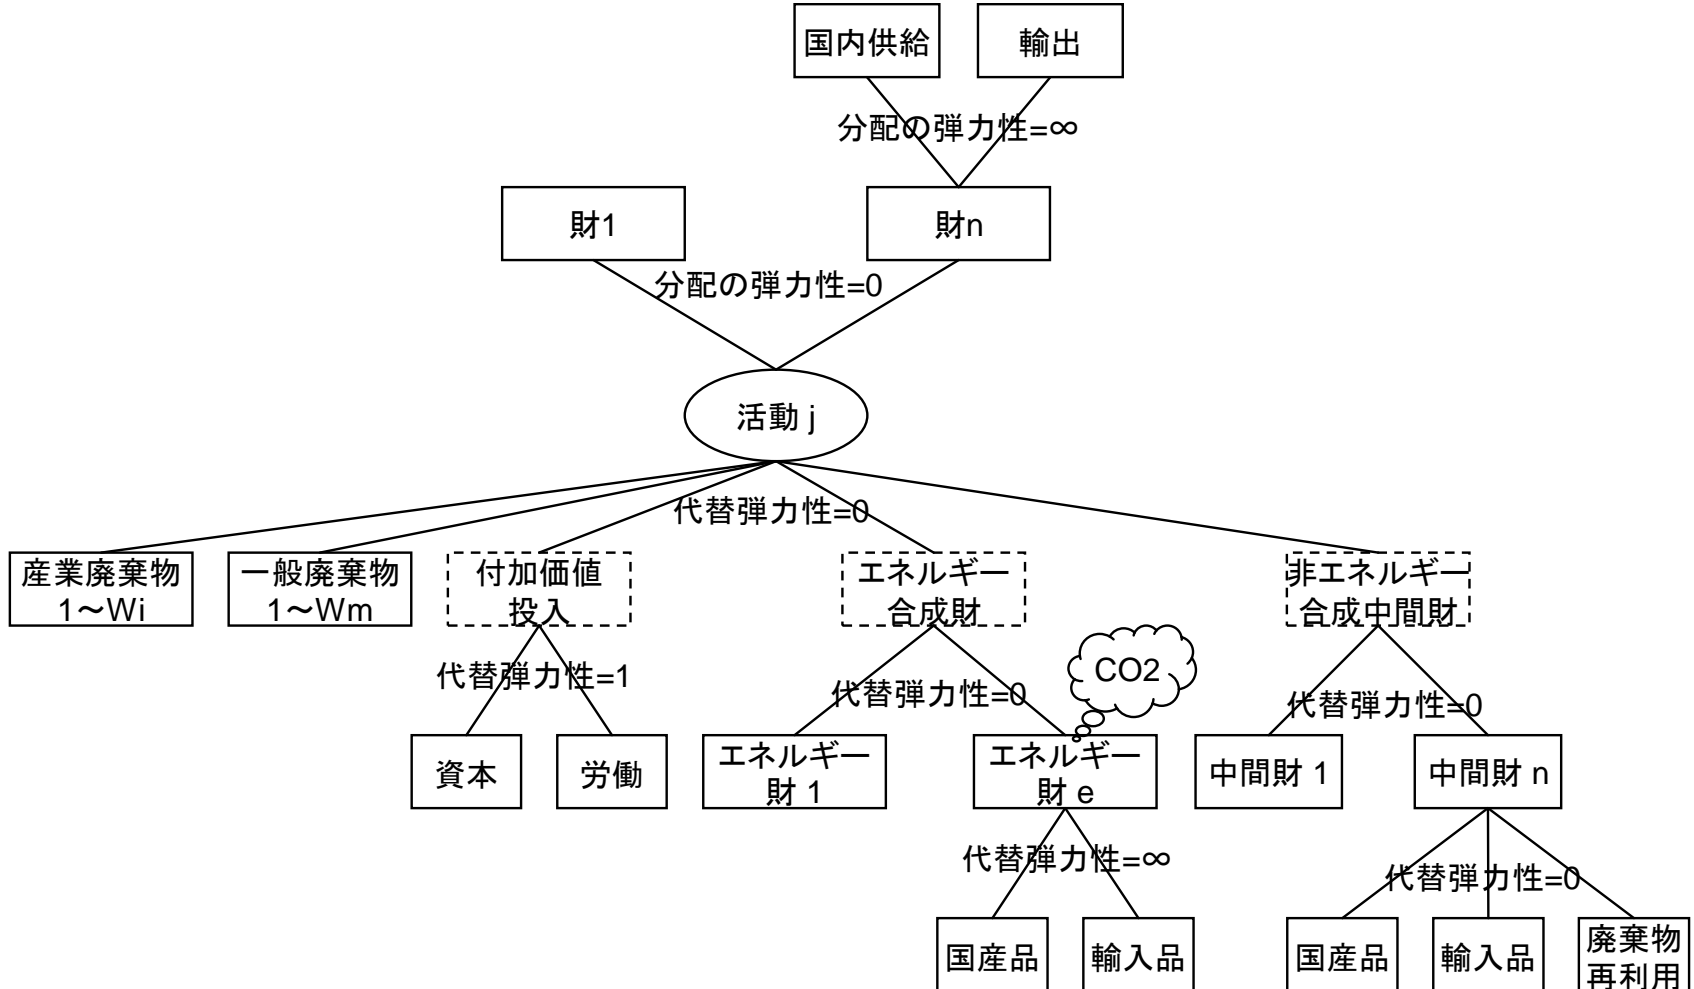 国内供給
輸出
分配の弾力性=∞
財1
財n
分配の弾力性=0
活動 j
代替弾力性=0
産業廃棄物
1～Wi
一般廃棄物
1～Wm
付加価値
投入
エネルギー
合成財
非エネルギー
合成中間財
代替弾力性=1
代替弾力性=0
CO2
代替弾力性=0
資本
労働
エネルギー
財 1
エネルギー
財 e
中間財 1
中間財 n
代替弾力性=∞
代替弾力性=0
国産品
輸入品
国産品
輸入品
廃棄物
再利用